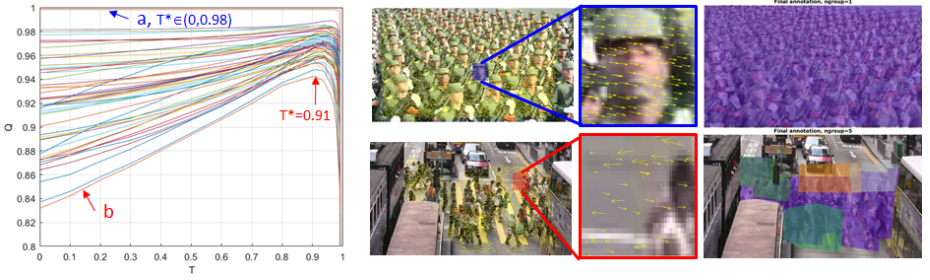 1
0.98
0.96
0.94
0.92
0.9
0.88
0.86
0.84
0.82
0.8
Q
a, T*∈(0,0.98)
T*=0.91
b
0 0.1 0.2 0.3 0.4 0.5 0.6 0.7 0.8 0.9 1
T
Final annotation, ngroup=1
Final annotation, ngroup=5